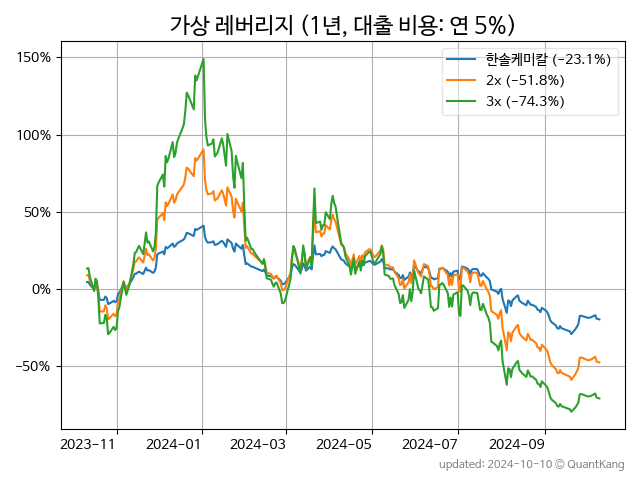 가상 레버리지 (1년, 대출 비용: 연 5%)
한솔케미칼 (−23.1%)
2x (−51.8%)
3x (−74.3%)
150%
100%
50%
0%
−50%
2023-11
2024-01
2024-03
2024-05
2024-07
2024-09
updated: 2024-10-10 © QuantKang